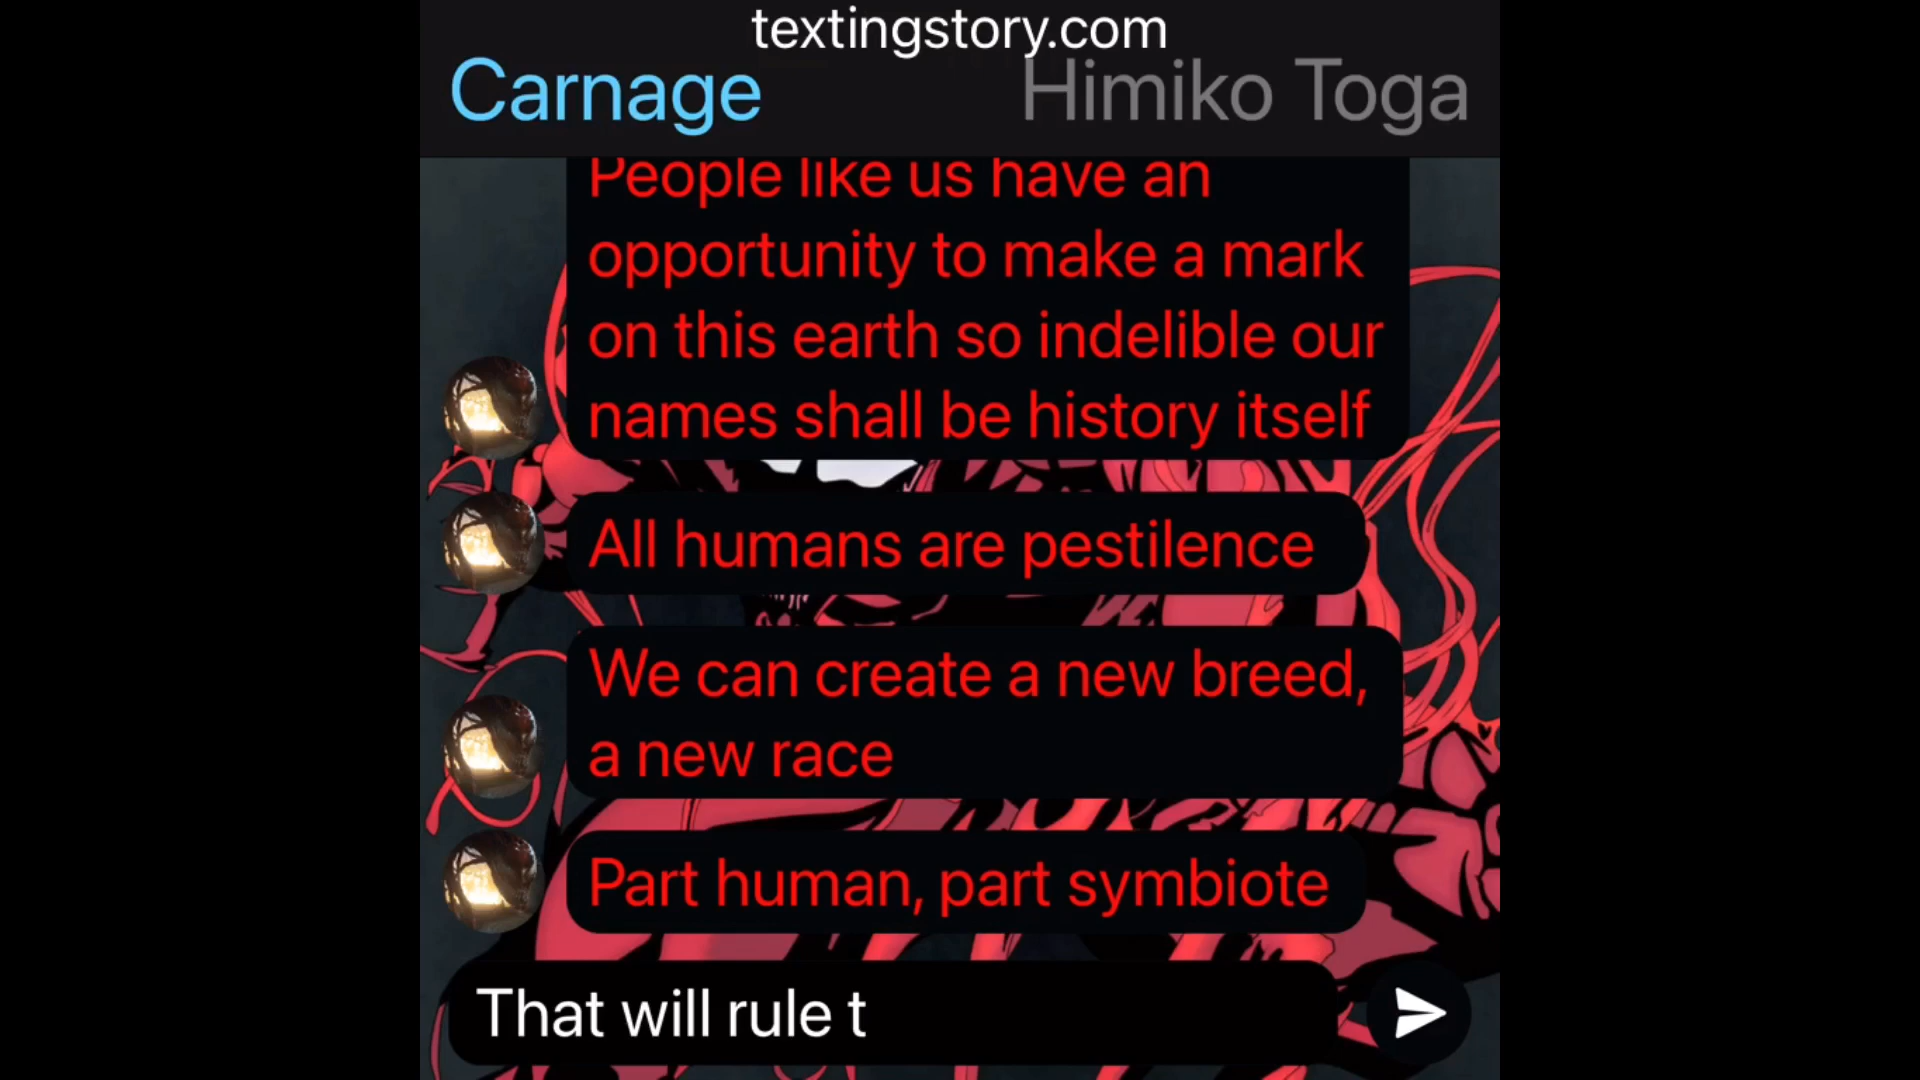 textingstory.com
Carnage
Himiko Toga
People like us have an
opportunity to make a mark
on this earth so indelible our
names shall be history itself
All humans are pestilence
We can create a new breed,
a new race
Part human, part symbiote
That will rule t